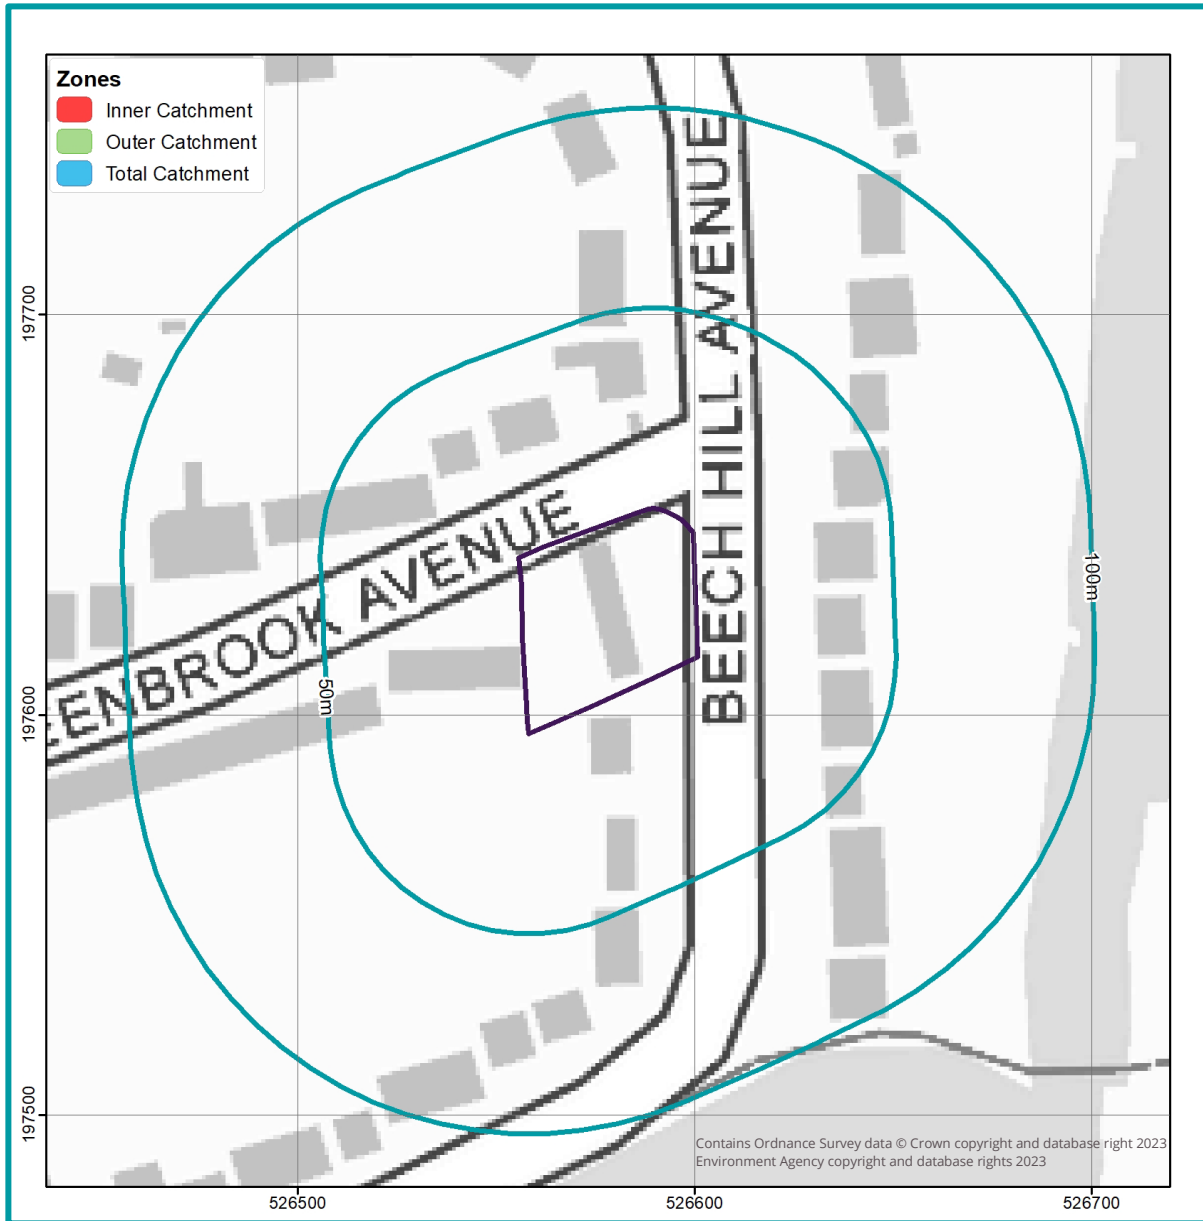 Zones
Inner Catchment
Outer Catchment
Total Catchment
BEECH HILL AVENUE
ENBROOK AVENUE
50m
100m
197700
197600
197500
526500
526600
526700
Contains Ordnance Survey data © Crown copyright and database right 2023
Environment Agency copyright and database rights 2023